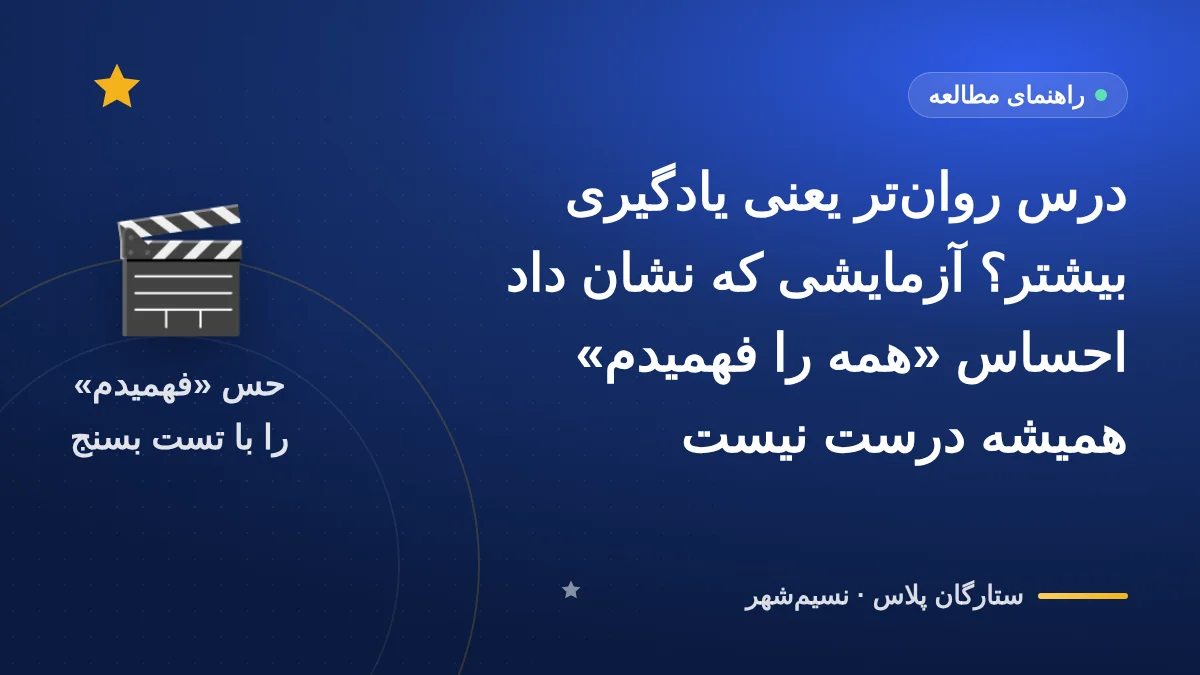 راهنمای مطالعه
درس روان‌تر یعنی یادگیری
بیشتر؟ آزمایشی که نشان داد
احساس «همه را فهمیدم»
همیشه درست نیست
حس «فهمیدم»
را با تست بسنج
ستارگان پلاس · نسیم‌شهر